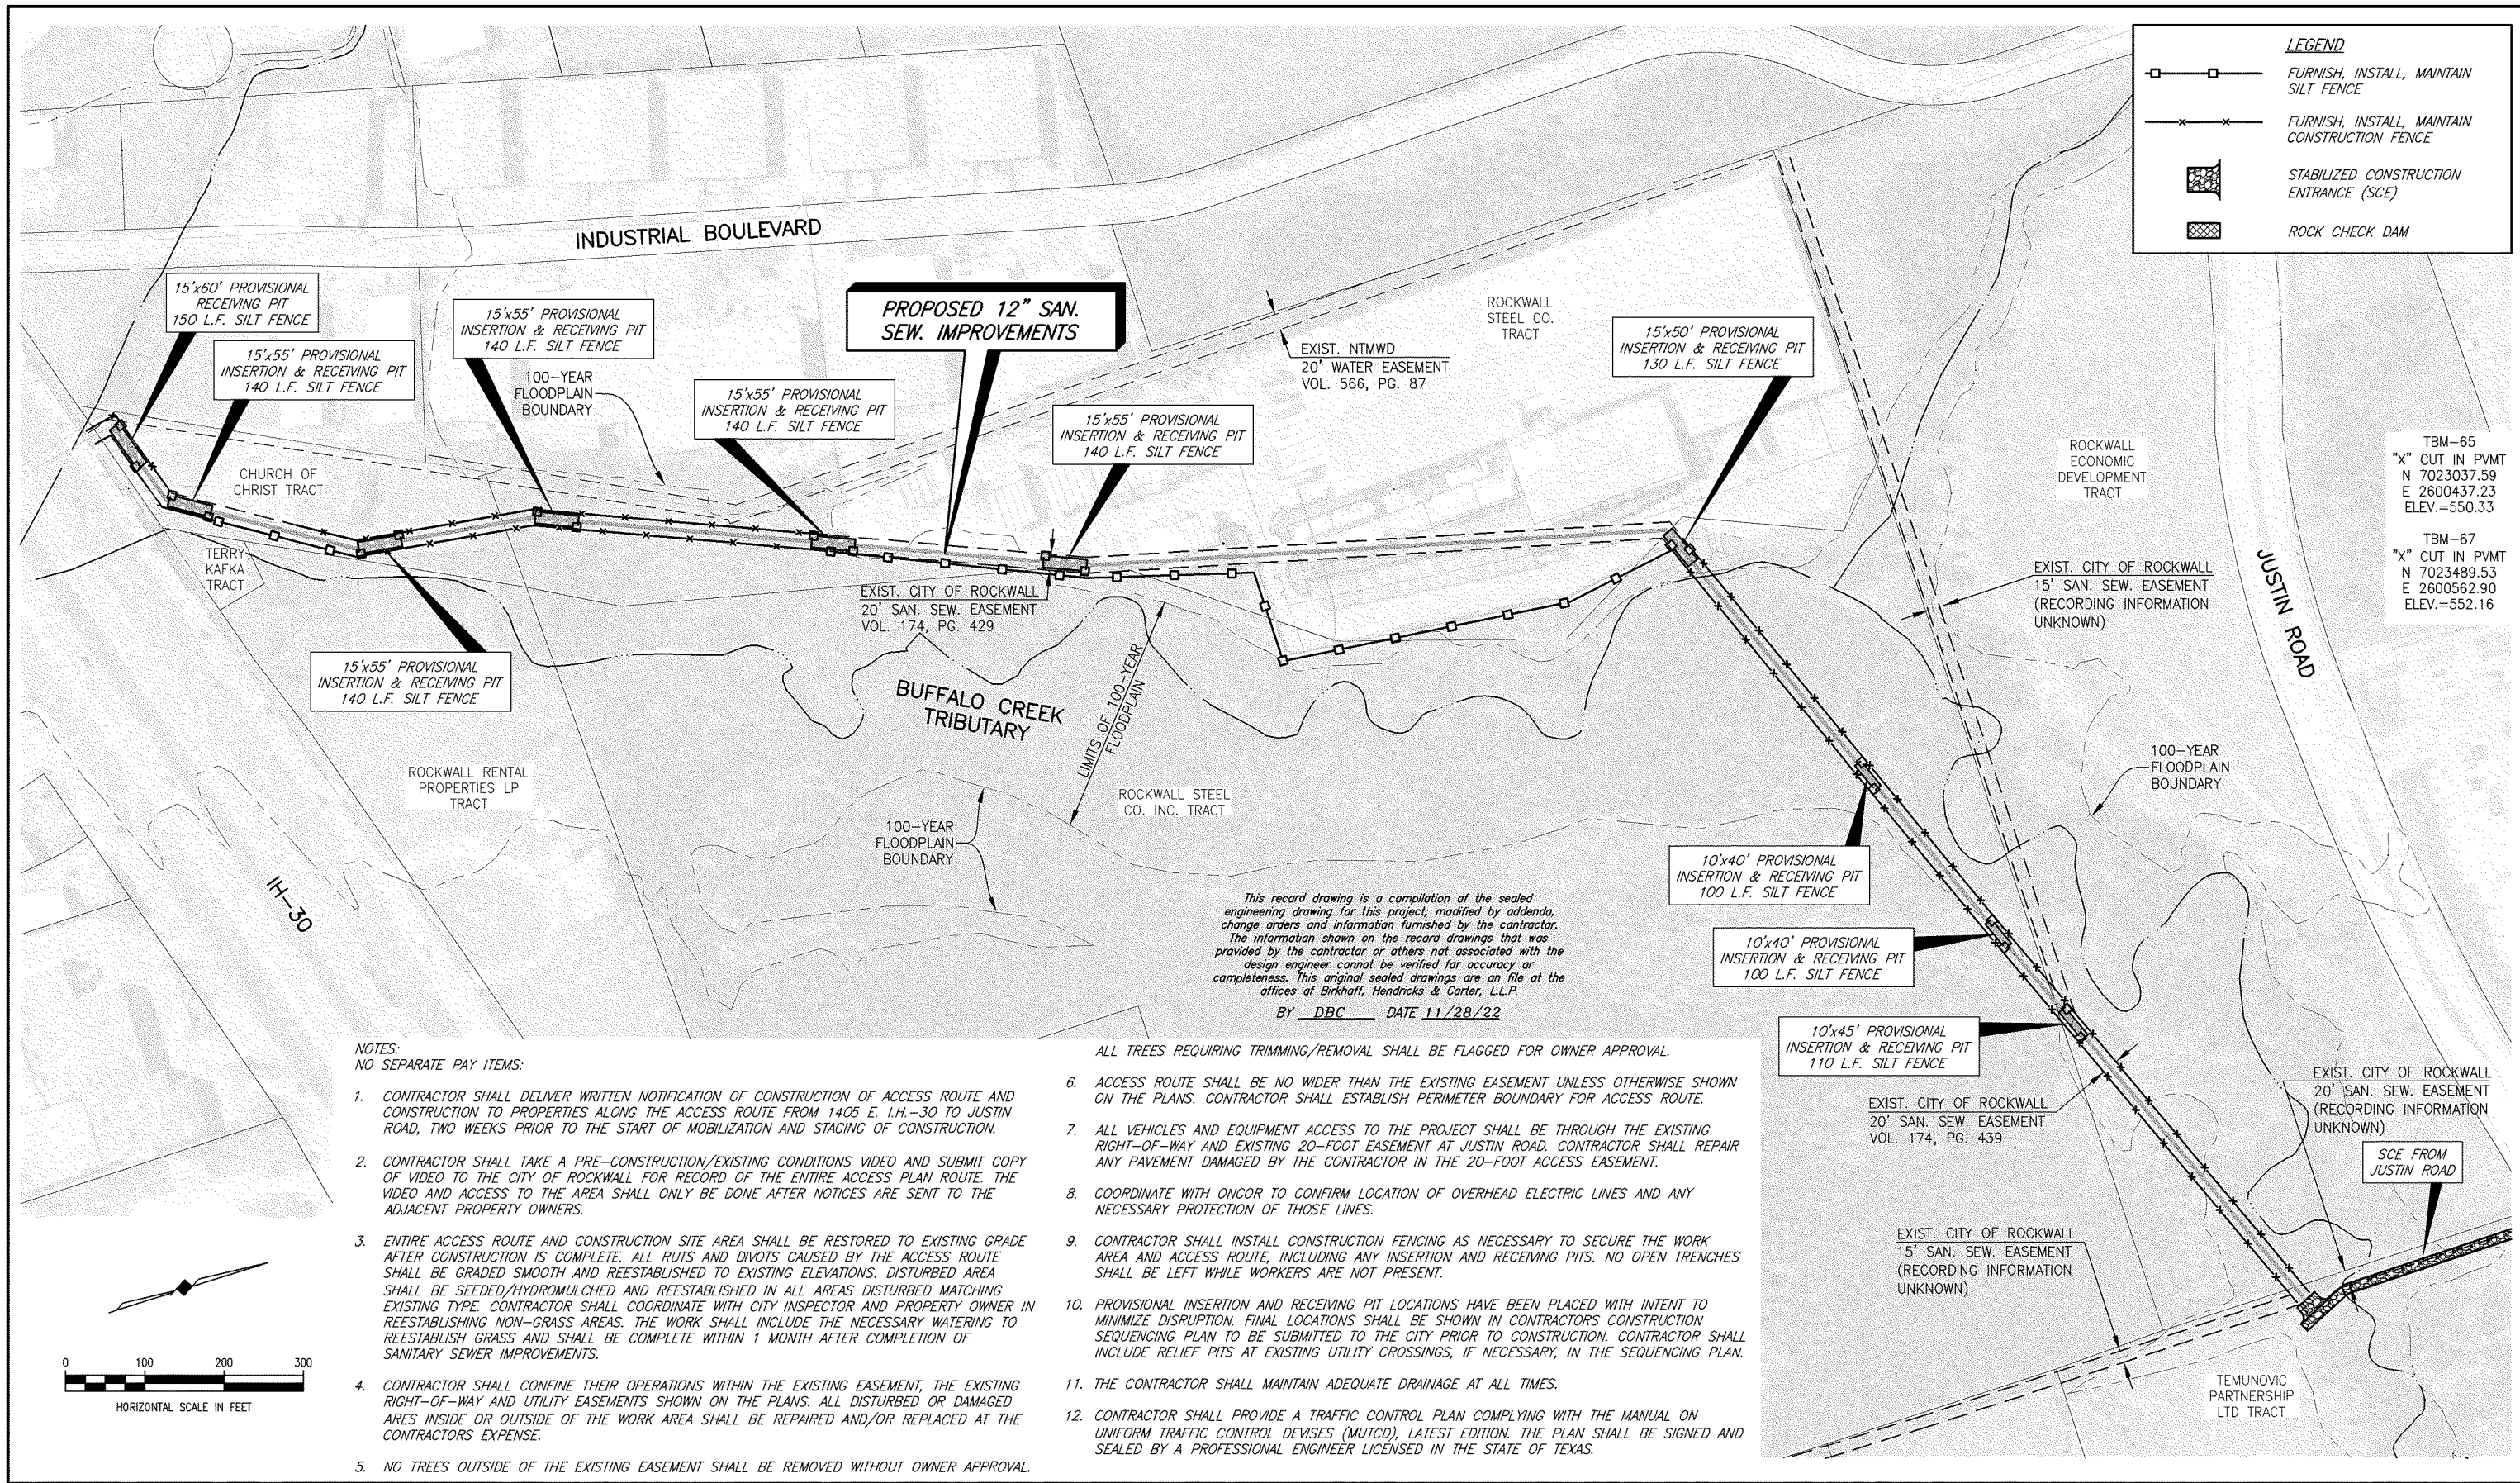 LEGEND
FURNISH, INSTALL, MAINTAIN
SILT FENCE
FURNISH, INSTALL, MAINTAIN
CONSTRUCTION FENCE
STABILIZED CONSTRUCTION
ENTRANCE (SCE)
ROCK CHECK DAM
INDUSTRIAL BOULEVARD
15'x60' PROVISIONAL
RECEIVING PIT
150 L.F. SILT FENCE
15'x55' PROVISIONAL
INSERTION & RECEIVING PIT
140 L.F. SILT FENCE
15'x55' PROVISIONAL
INSERTION & RECEIVING PIT
140 L.F. SILT FENCE
100-YEAR
FLOODPLAIN
BOUNDARY
15'x55' PROVISIONAL
INSERTION & RECEIVING PIT
140 L.F. SILT FENCE
PROPOSED 12" SAN.
SEW. IMPROVEMENTS
15'x55' PROVISIONAL
INSERTION & RECEIVING PIT
140 L.F. SILT FENCE
EXIST. NTMWD
20' WATER EASEMENT
VOL. 566, PG. 87
ROCKWALL
STEEL CO.
TRACT
15'x50' PROVISIONAL
INSERTION & RECEIVING PIT
130 L.F. SILT FENCE
ROCKWALL
ECONOMIC
DEVELOPMENT
TRACT
TBM-65
"X" CUT IN PVMT
N 7023037.59
E 2600437.23
ELEV.=550.33
TBM-67
"X" CUT IN PVMT
N 7023489.53
E 2600562.90
ELEV.=552.16
JUSTIN ROAD
CHURCH OF
CHRIST TRACT
TERRY
KAFKA
TRACT
EXIST. CITY OF ROCKWALL
20' SAN. SEW. EASEMENT
VOL. 174, PG. 429
EXIST. CITY OF ROCKWALL
15' SAN. SEW. EASEMENT
(RECORDING INFORMATION
UNKNOWN)
15'x55' PROVISIONAL
INSERTION & RECEIVING PIT
140 L.F. SILT FENCE
BUFFALO CREEK
TRIBUTARY
LIMITS OF 100-YEAR
FLOODPLAIN
ROCKWALL RENTAL
PROPERTIES LP
TRACT
ROCKWALL STEEL
CO. INC. TRACT
100-YEAR
FLOODPLAIN
BOUNDARY
100-YEAR
FLOODPLAIN
BOUNDARY
IH-30
10'x40' PROVISIONAL
INSERTION & RECEIVING PIT
100 L.F. SILT FENCE
10'x40' PROVISIONAL
INSERTION & RECEIVING PIT
100 L.F. SILT FENCE
10'x45' PROVISIONAL
INSERTION & RECEIVING PIT
110 L.F. SILT FENCE
EXIST. CITY OF ROCKWALL
20' SAN. SEW. EASEMENT
VOL. 174, PG. 439
EXIST. CITY OF ROCKWALL
20' SAN. SEW. EASEMENT
(RECORDING INFORMATION
UNKNOWN)
SCE FROM
JUSTIN ROAD
EXIST. CITY OF ROCKWALL
15' SAN. SEW. EASEMENT
(RECORDING INFORMATION
UNKNOWN)
TEMUNOVIC
PARTNERSHIP
LTD TRACT
This record drawing is a compilation of the sealed
engineering drawing for this project; modified by addenda,
change orders and information furnished by the contractor.
The information shown on the record drawings that was
provided by the contractor or others not associated with the
design engineer cannot be verified for accuracy or
completeness. This original sealed drawings are on file at the
offices of Birkhoff, Hendricks & Carter, L.L.P.
BY DBC DATE 11/28/22
NOTES:
NO SEPARATE PAY ITEMS:
1. CONTRACTOR SHALL DELIVER WRITTEN NOTIFICATION OF CONSTRUCTION OF ACCESS ROUTE AND
CONSTRUCTION TO PROPERTIES ALONG THE ACCESS ROUTE FROM 1405 E. I.H.-30 TO JUSTIN
ROAD, TWO WEEKS PRIOR TO THE START OF MOBILIZATION AND STAGING OF CONSTRUCTION.
2. CONTRACTOR SHALL TAKE A PRE-CONSTRUCTION/EXISTING CONDITIONS VIDEO AND SUBMIT COPY
OF VIDEO TO THE CITY OF ROCKWALL FOR RECORD OF THE ENTIRE ACCESS PLAN ROUTE. THE
VIDEO AND ACCESS TO THE AREA SHALL ONLY BE DONE AFTER NOTICES ARE SENT TO THE
ADJACENT PROPERTY OWNERS.
3. ENTIRE ACCESS ROUTE AND CONSTRUCTION SITE AREA SHALL BE RESTORED TO EXISTING GRADE
AFTER CONSTRUCTION IS COMPLETE. ALL RUTS AND DIVOTS CAUSED BY THE ACCESS ROUTE
SHALL BE GRADED SMOOTH AND REESTABLISHED TO EXISTING ELEVATIONS. DISTURBED AREA
SHALL BE SEEDED/HYDROMULCHED AND REESTABLISHED IN ALL AREAS DISTURBED MATCHING
EXISTING TYPE. CONTRACTOR SHALL COORDINATE WITH CITY INSPECTOR AND PROPERTY OWNER IN
REESTABLISHING NON-GRASS AREAS. THE WORK SHALL INCLUDE THE NECESSARY WATERING TO
REESTABLISH GRASS AND SHALL BE COMPLETE WITHIN 1 MONTH AFTER COMPLETION OF
SANITARY SEWER IMPROVEMENTS.
4. CONTRACTOR SHALL CONFINE THEIR OPERATIONS WITHIN THE EXISTING EASEMENT, THE EXISTING
RIGHT-OF-WAY AND UTILITY EASEMENTS SHOWN ON THE PLANS. ALL DISTURBED OR DAMAGED
ARES INSIDE OR OUTSIDE OF THE WORK AREA SHALL BE REPAIRED AND/OR REPLACED AT THE
CONTRACTORS EXPENSE.
5. NO TREES OUTSIDE OF THE EXISTING EASEMENT SHALL BE REMOVED WITHOUT OWNER APPROVAL.
ALL TREES REQUIRING TRIMMING/REMOVAL SHALL BE FLAGGED FOR OWNER APPROVAL.
6. ACCESS ROUTE SHALL BE NO WIDER THAN THE EXISTING EASEMENT UNLESS OTHERWISE SHOWN
ON THE PLANS. CONTRACTOR SHALL ESTABLISH PERIMETER BOUNDARY FOR ACCESS ROUTE.
7. ALL VEHICLES AND EQUIPMENT ACCESS TO THE PROJECT SHALL BE THROUGH THE EXISTING
RIGHT-OF-WAY AND EXISTING 20-FOOT EASEMENT AT JUSTIN ROAD. CONTRACTOR SHALL REPAIR
ANY PAVEMENT DAMAGED BY THE CONTRACTOR IN THE 20-FOOT ACCESS EASEMENT.
8. COORDINATE WITH ONCOR TO CONFIRM LOCATION OF OVERHEAD ELECTRIC LINES AND ANY
NECESSARY PROTECTION OF THOSE LINES.
9. CONTRACTOR SHALL INSTALL CONSTRUCTION FENCING AS NECESSARY TO SECURE THE WORK
AREA AND ACCESS ROUTE, INCLUDING ANY INSERTION AND RECEIVING PITS. NO OPEN TRENCHES
SHALL BE LEFT WHILE WORKERS ARE NOT PRESENT.
10. PROVISIONAL INSERTION AND RECEIVING PIT LOCATIONS HAVE BEEN PLACED WITH INTENT TO
MINIMIZE DISRUPTION. FINAL LOCATIONS SHALL BE SHOWN IN CONTRACTORS CONSTRUCTION
SEQUENCING PLAN TO BE SUBMITTED TO THE CITY PRIOR TO CONSTRUCTION. CONTRACTOR SHALL
INCLUDE RELIEF PITS AT EXISTING UTILITY CROSSINGS, IF NECESSARY, IN THE SEQUENCING PLAN.
11. THE CONTRACTOR SHALL MAINTAIN ADEQUATE DRAINAGE AT ALL TIMES.
12. CONTRACTOR SHALL PROVIDE A TRAFFIC CONTROL PLAN COMPLYING WITH THE MANUAL ON
UNIFORM TRAFFIC CONTROL DEVISES (MUTCD), LATEST EDITION. THE PLAN SHALL BE SIGNED AND
SEALED BY A PROFESSIONAL ENGINEER LICENSED IN THE STATE OF TEXAS.
0 100 200 300
HORIZONTAL SCALE IN FEET